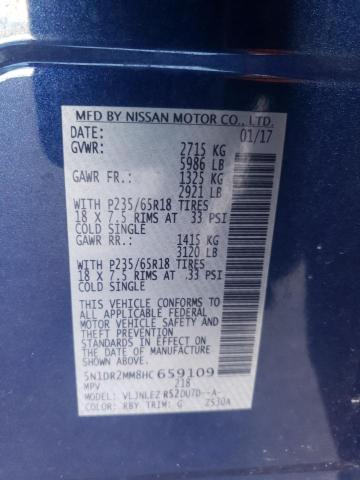 MFD BY NISSAN MOTOR CO., LTD.
DATE: 01/17
GVWR: 2715 KG
5986 LB
GAWR FR: 1325 KG
2921 LB
WITH P235/65R18 TIRES
18 X 7.5 RIMS AT 33 PSI
COLD SINGLE
GAWR RR: 1415 KG
3120 LB
WITH P235/65R18 TIRES
18 X 7.5 RIMS AT 33 PSI
COLD SINGLE
THIS VEHICLE CONFORMS TO
ALL APPLICABLE FEDERAL
MOTOR VEHICLE SAFETY AND
THEFT PREVENTION
STANDARDS IN EFFECT ON
THE DATE OF MANUFACTURE
SHOWN ABOVE.
5N1DR2MM8HC659109
MPV 218
MODEL: VLJNLEZ R52DU7D--A-
COLOR: RBY TRIM: G Z530A